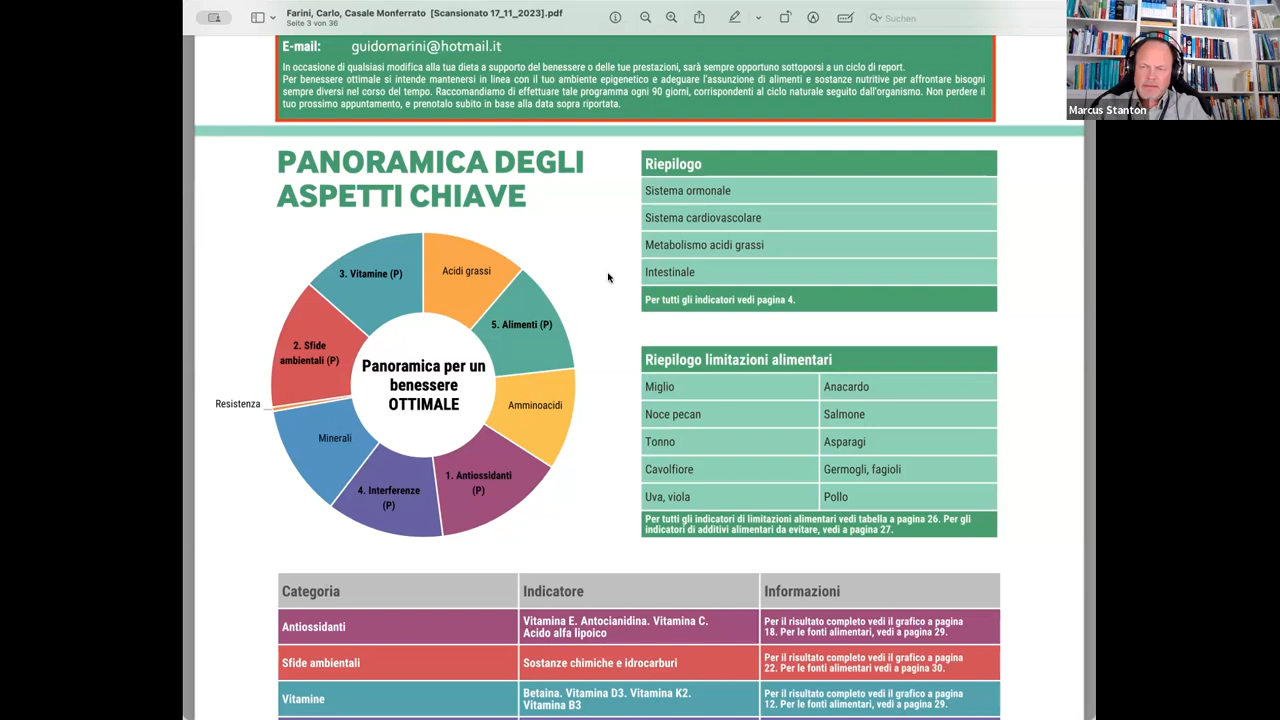 Farini, Carlo, Casale Monferrato [Scansionato 17_11_2023].pdf
Seite 3 von 36
Suchen
Marcus Stanton
E-mail: guidomarini@hotmail.it
In occasione di qualsiasi modifica alla tua dieta a supporto del benessere o delle tue prestazioni, sarà sempre opportuno sottoporsi a un ciclo di report.
Per benessere ottimale si intende mantenersi in linea con il tuo ambiente epigenetico e adeguare l'assunzione di alimenti e sostanze nutritive per affrontare bisogni
sempre diversi nel corso del tempo. Raccomandiamo di effettuare tale programma ogni 90 giorni, corrispondenti al ciclo naturale seguito dall'organismo. Non perdere il
tuo prossimo appuntamento, e prenotalo subito in base alla data sopra riportata.
PANORAMICA DEGLI
ASPETTI CHIAVE
3. Vitamine (P)
Acidi grassi
5. Alimenti (P)
2. Sfide
ambientali (P)
Panoramica per un
benessere
OTTIMALE
Resistenza
Amminoacidi
Minerali
1. Antiossidanti
(P)
4. Interferenze
(P)
Riepilogo
Sistema ormonale
Sistema cardiovascolare
Metabolismo acidi grassi
Intestinale
Per tutti gli indicatori vedi pagina 4.
Riepilogo limitazioni alimentari
Miglio Anacardo
Noce pecan Salmone
Tonno Asparagi
Cavolfiore Germogli, fagioli
Uva, viola Pollo
Per tutti gli indicatori di limitazioni alimentari vedi tabella a pagina 26. Per gli
indicatori di additivi alimentari da evitare, vedi a pagina 27.
Categoria Indicatore Informazioni
Antiossidanti
Vitamina E. Antocianidina. Vitamina C.
Acido alfa lipoico
Per il risultato completo vedi il grafico a pagina
18. Per le fonti alimentari, vedi a pagina 29.
Sfide ambientali
Sostanze chimiche e idrocarburi
Per il risultato completo vedi il grafico a pagina
22. Per le fonti alimentari, vedi a pagina 30.
Vitamine
Betaina. Vitamina D3. Vitamina K2.
Vitamina B3
Per il risultato completo vedi il grafico a pagina
12. Per le fonti alimentari, vedi a pagina 29.